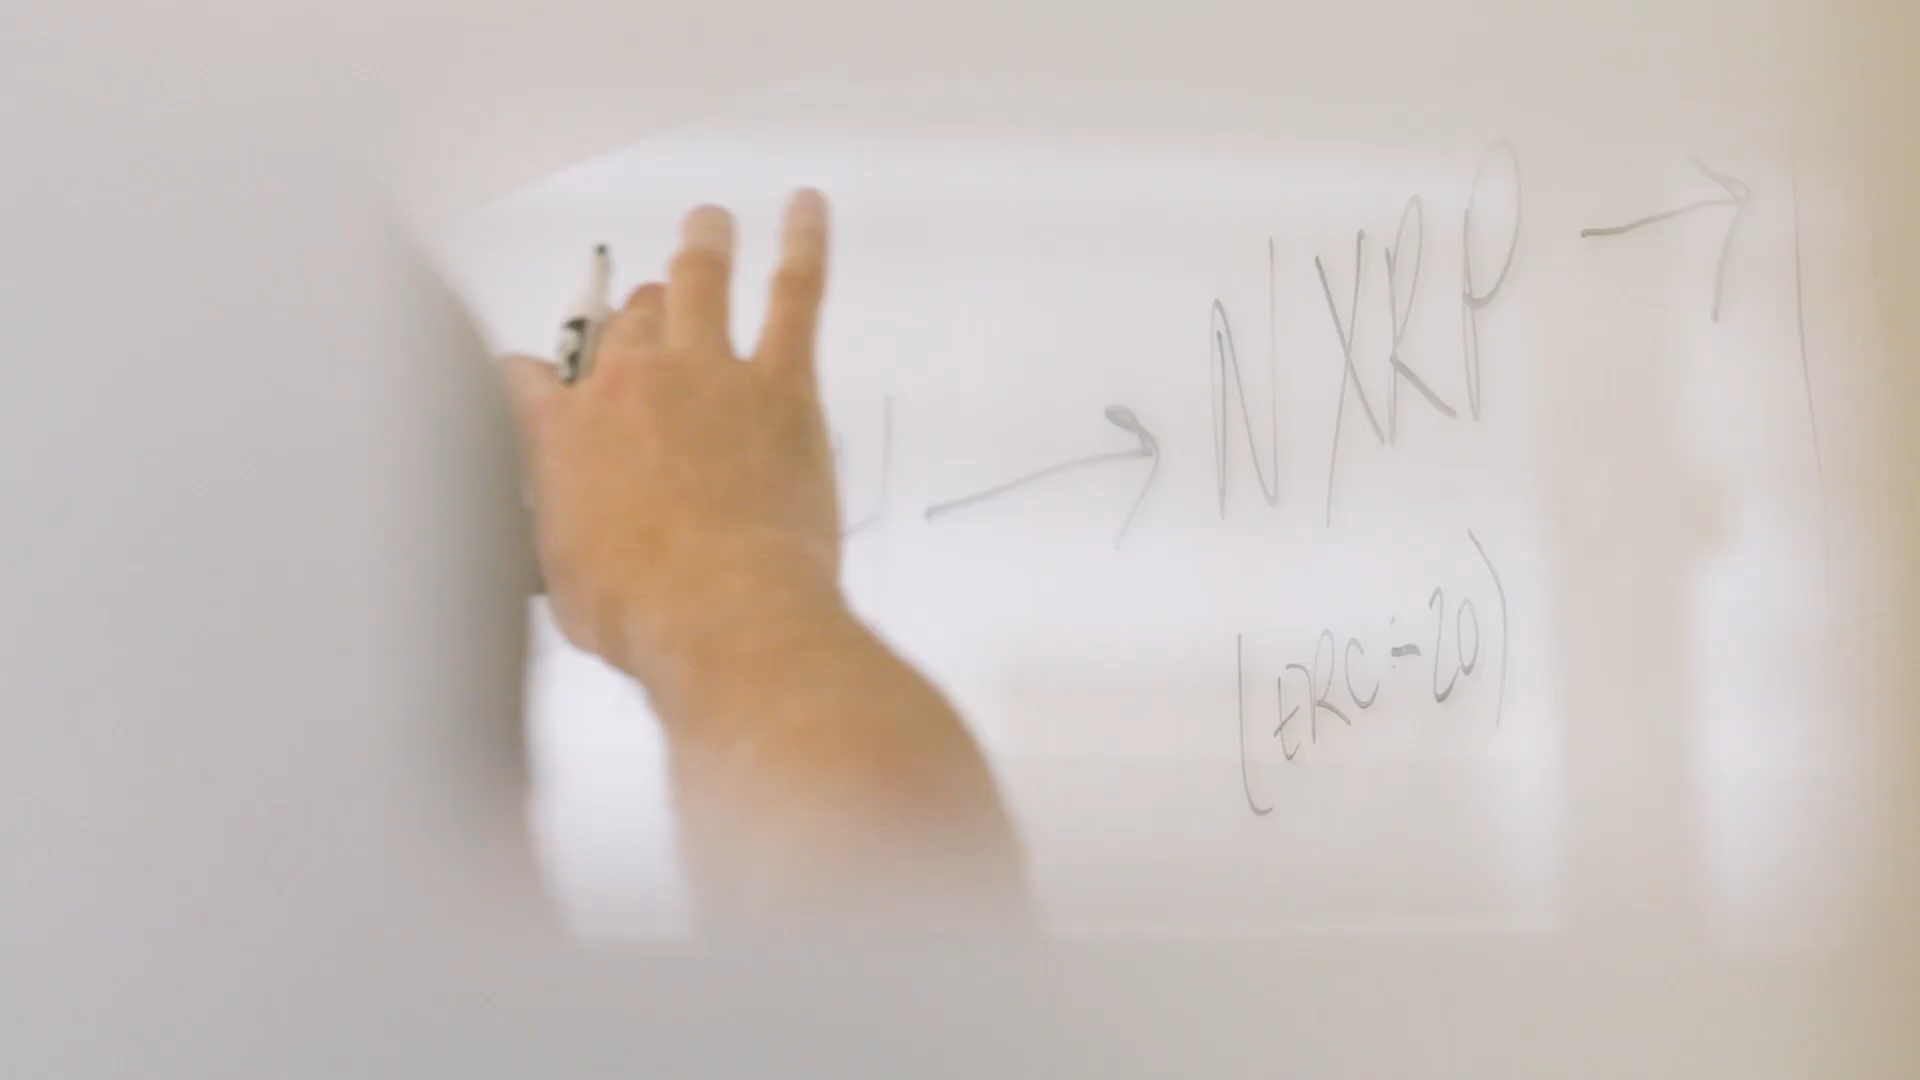 → NXRP →
(ERC-20)